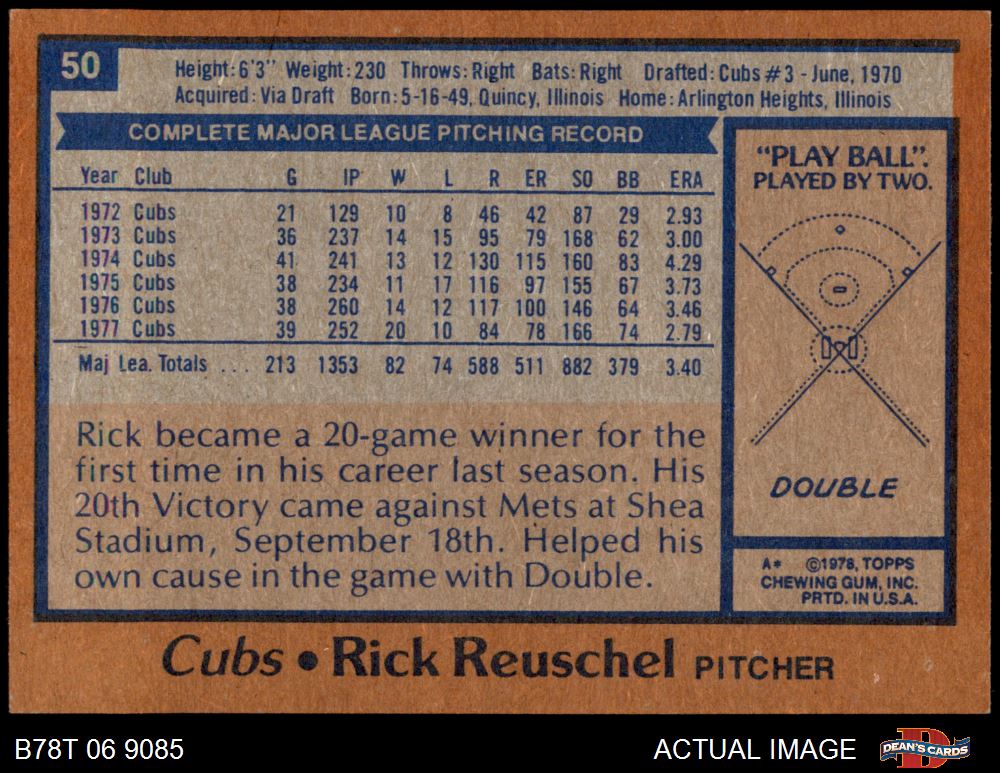 50
Height: 6'3" Weight: 230 Throws: Right Bats: Right Drafted: Cubs #3 - June, 1970
Acquired: Via Draft Born: 5-16-49, Quincy, Illinois Home: Arlington Heights, Illinois
COMPLETE MAJOR LEAGUE PITCHING RECORD
Year Club G IP W L R ER SO BB ERA
1972 Cubs 21 129 10 8 46 42 87 29 2.93
1973 Cubs 36 237 14 15 95 79 168 62 3.00
1974 Cubs 41 241 13 12 130 115 160 83 4.29
1975 Cubs 38 234 11 17 116 97 155 67 3.73
1976 Cubs 38 260 14 12 117 100 146 64 3.46
1977 Cubs 39 252 20 10 84 78 166 74 2.79
Maj Lea. Totals ... 213 1353 82 74 588 511 882 379 3.40
Rick became a 20-game winner for the
first time in his career last season. His
20th Victory came against Mets at Shea
Stadium, September 18th. Helped his
own cause in the game with Double.
"PLAY BALL".
PLAYED BY TWO.
DOUBLE
A* ©1978, TOPPS
CHEWING GUM, INC.
PRTD. IN U.S.A.
Cubs • Rick Reuschel PITCHER
B78T 06 9085
ACTUAL IMAGE
DEAN'S CARDS